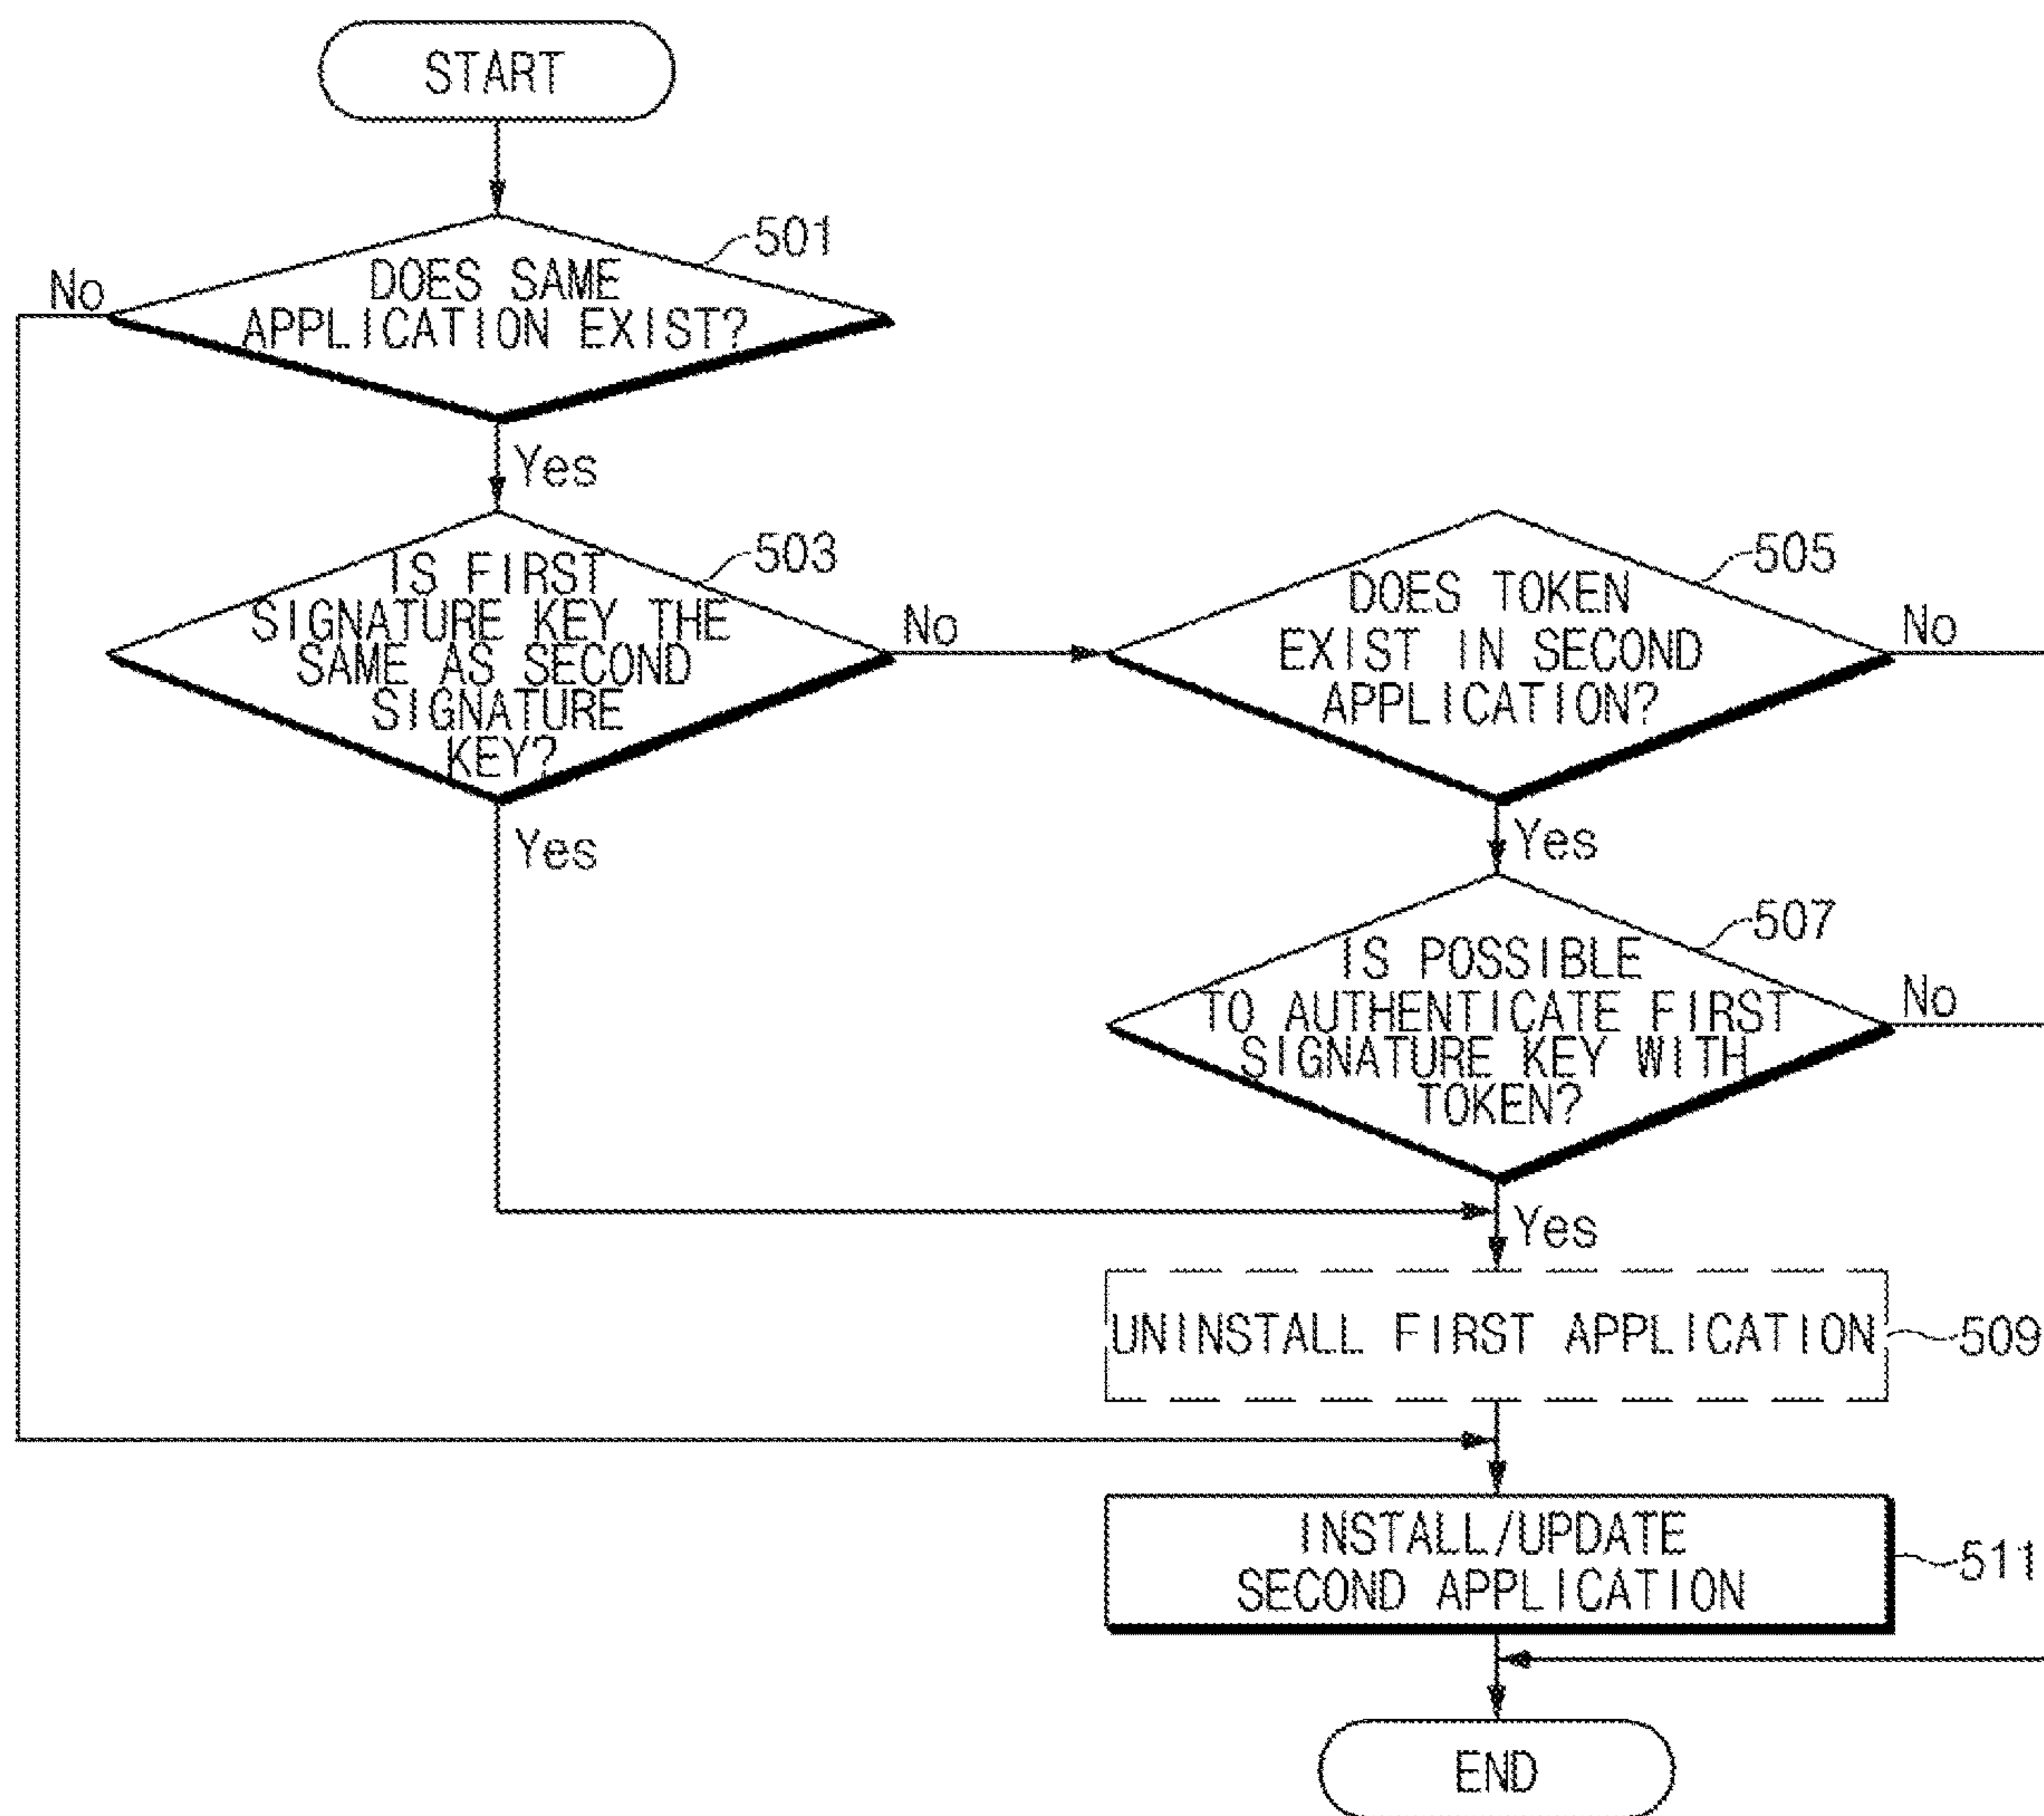 START
501
No
DOES SAME
APPLICATION EXIST?
Yes
503
IS FIRST
SIGNATURE KEY THE
SAME AS SECOND
SIGNATURE
KEY?
No
Yes
505
DOES TOKEN
EXIST IN SECOND
APPLICATION?
No
Yes
507
IS POSSIBLE
TO AUTHENTICATE FIRST
SIGNATURE KEY WITH
TOKEN?
No
Yes
UNINSTALL FIRST APPLICATION
509
INSTALL/UPDATE
SECOND APPLICATION
511
END